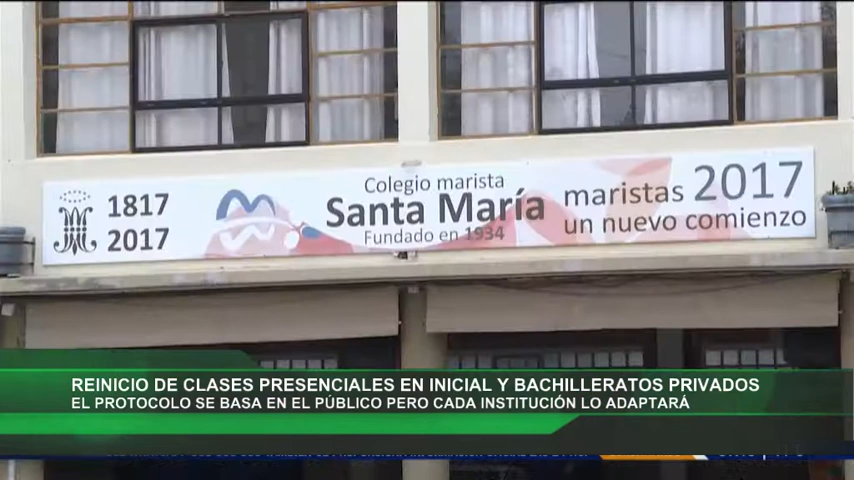 1817
2017
Colegio marista
Santa María
Fundado en 1934
maristas 2017
un nuevo comienzo
REINICIO DE CLASES PRESENCIALES EN INICIAL Y BACHILLERATOS PRIVADOS
EL PROTOCOLO SE BASA EN EL PÚBLICO PERO CADA INSTITUCIÓN LO ADAPTARÁ